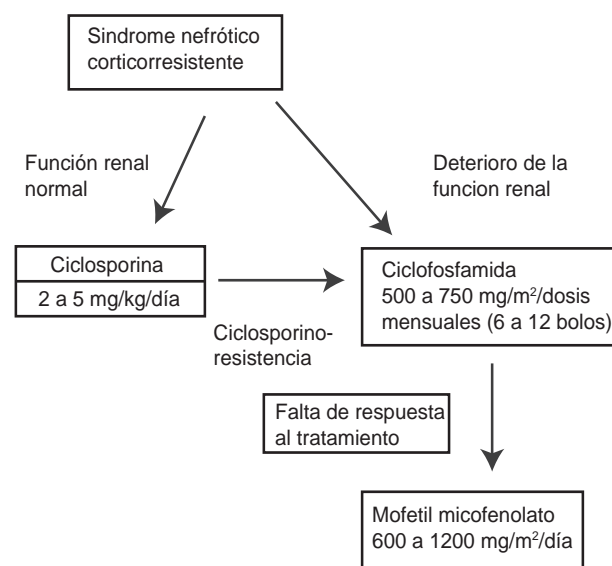 Sindrome nefrótico
corticorresistente
Función renal
normal
Deterioro de la
funcion renal
Ciclosporina
2 a 5 mg/kg/día
Ciclofosfamida
500 a 750 mg/m²/dosis
mensuales (6 a 12 bolos)
Ciclosporino-
resistencia
Falta de respuesta
al tratamiento
Mofetil micofenolato
600 a 1200 mg/m²/día